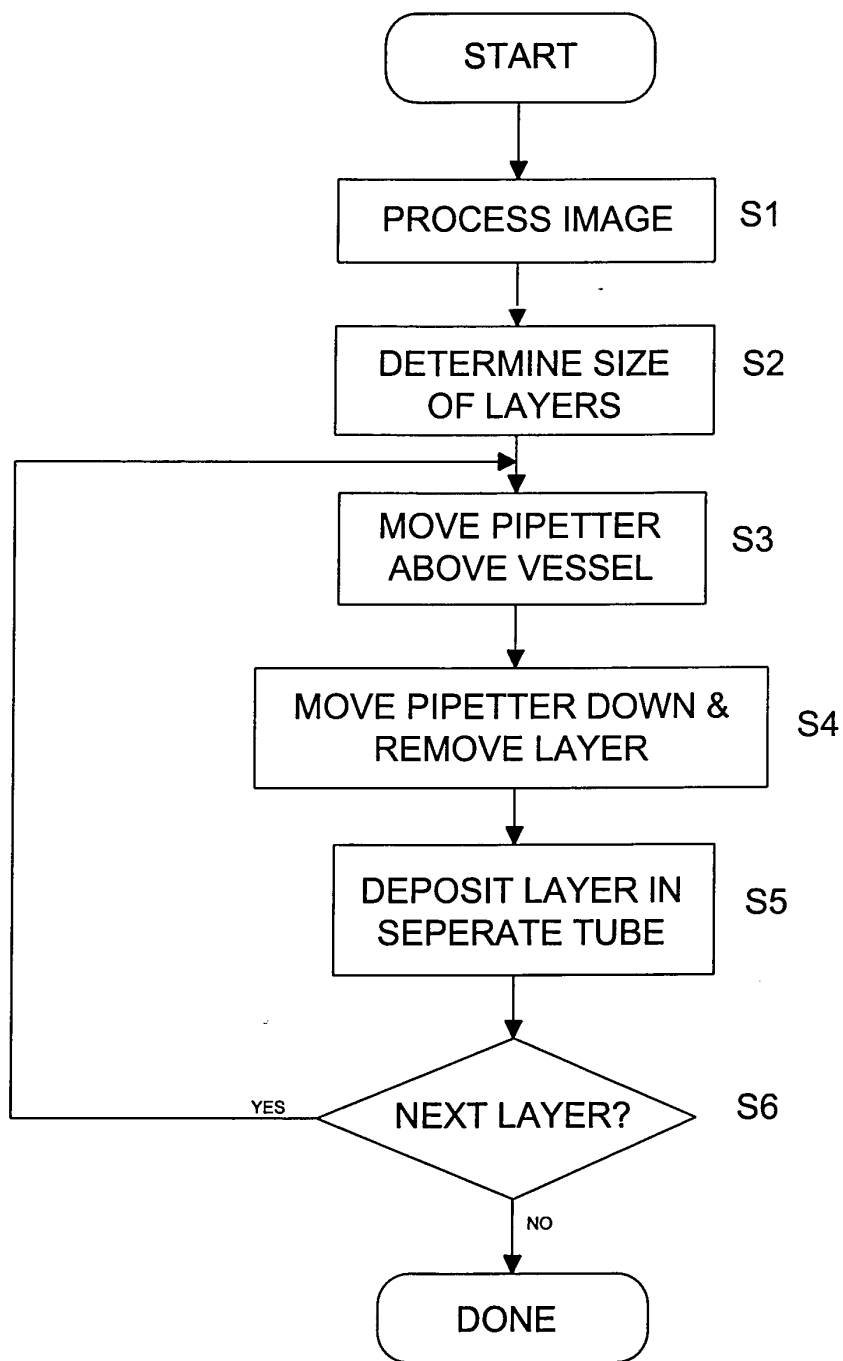 START
PROCESS IMAGE
S1
DETERMINE SIZE
OF LAYERS
S2
MOVE PIPETTER
ABOVE VESSEL
S3
MOVE PIPETTER DOWN &
REMOVE LAYER
S4
DEPOSIT LAYER IN
SEPERATE TUBE
S5
YES
NEXT LAYER?
S6
NO
DONE